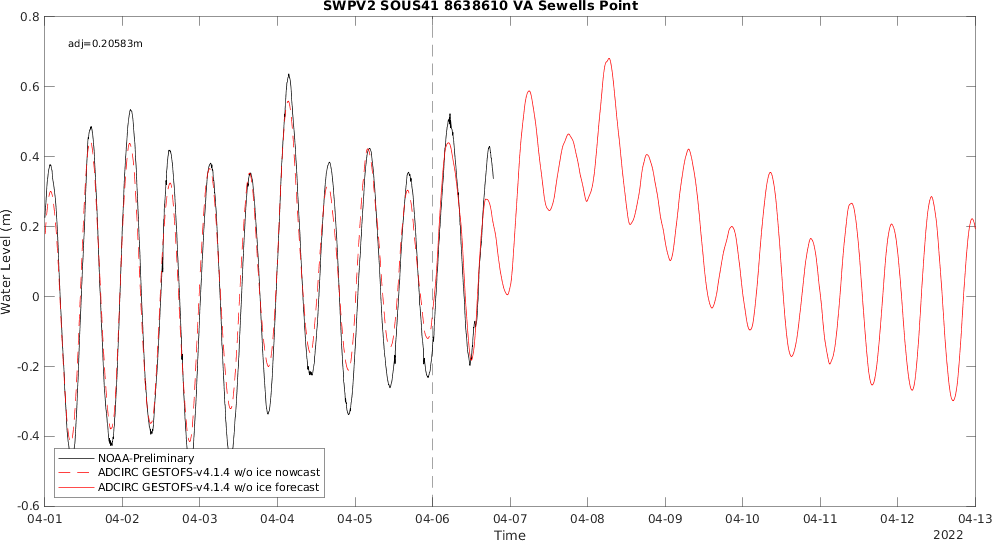 SWPV2 SOUS41 8638610 VA Sewells Point
adj=0.20583m
0.8
0.6
0.4
0.2
0
-0.2
-0.4
-0.6
Water Level (m)
NOAA-Preliminary
ADCIRC GESTOFS-v4.1.4 w/o ice nowcast
ADCIRC GESTOFS-v4.1.4 w/o ice forecast
04-01 04-02 04-03 04-04 04-05 04-06 04-07 04-08 04-09 04-10 04-11 04-12 04-13
Time
2022